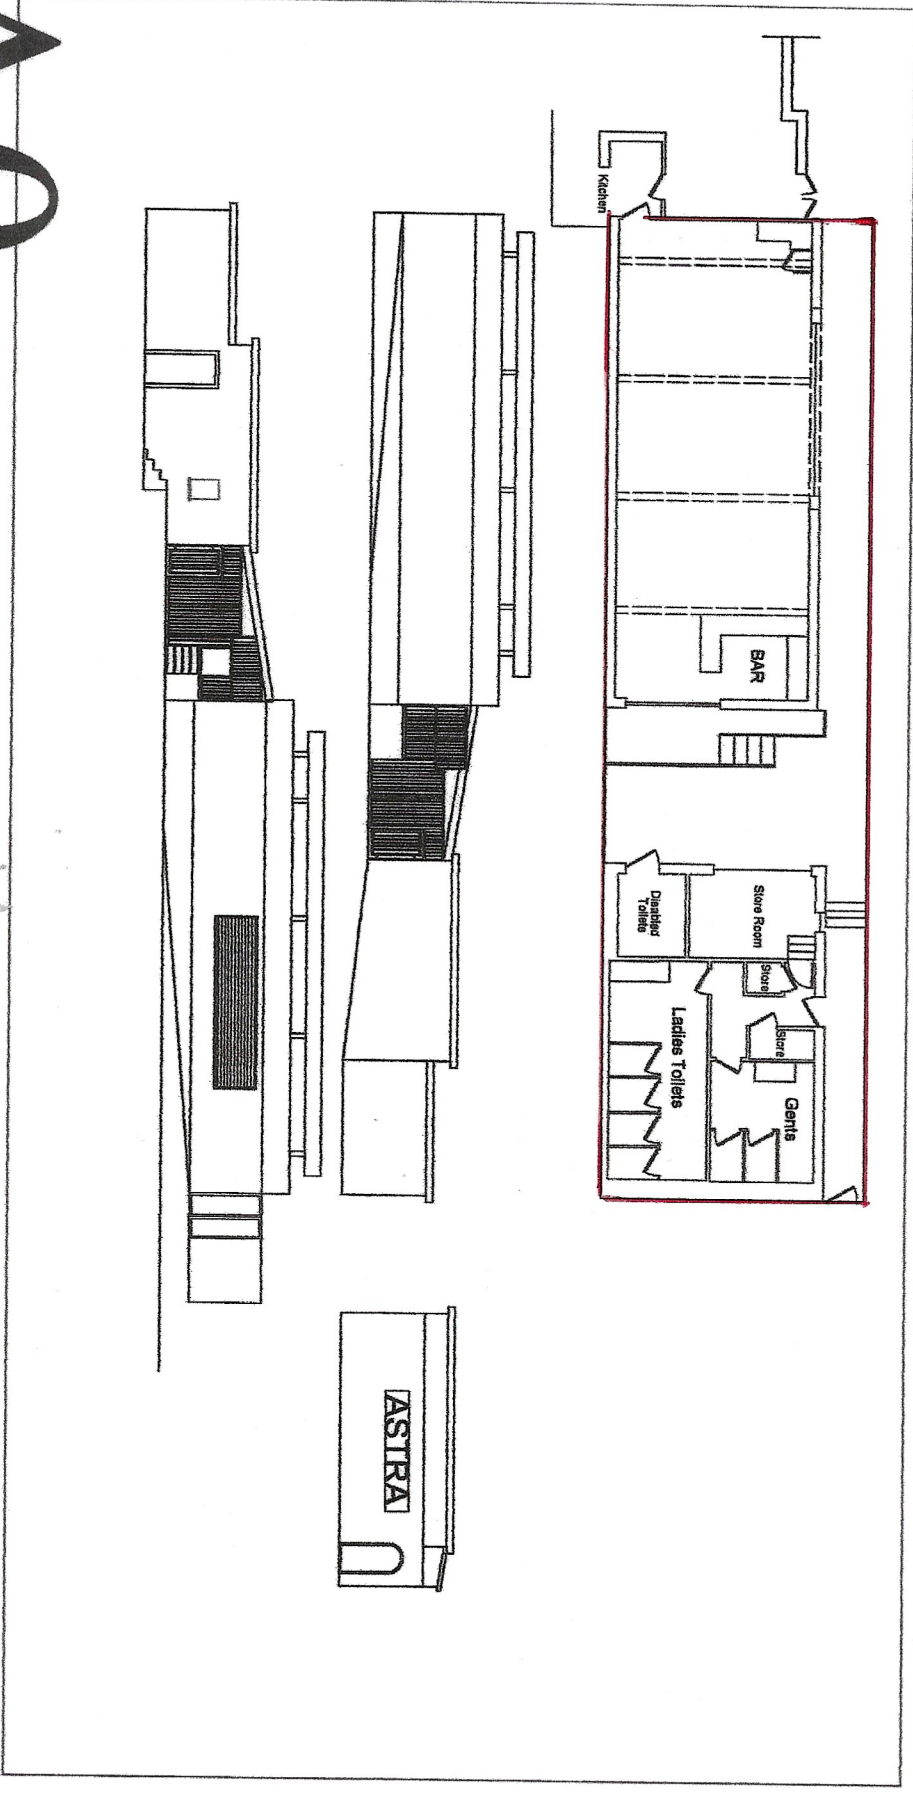 Kitchen
BAR
Disabled
Toilets
Store Room
Store
Store
Ladies Toilets
Gents
ASTRA